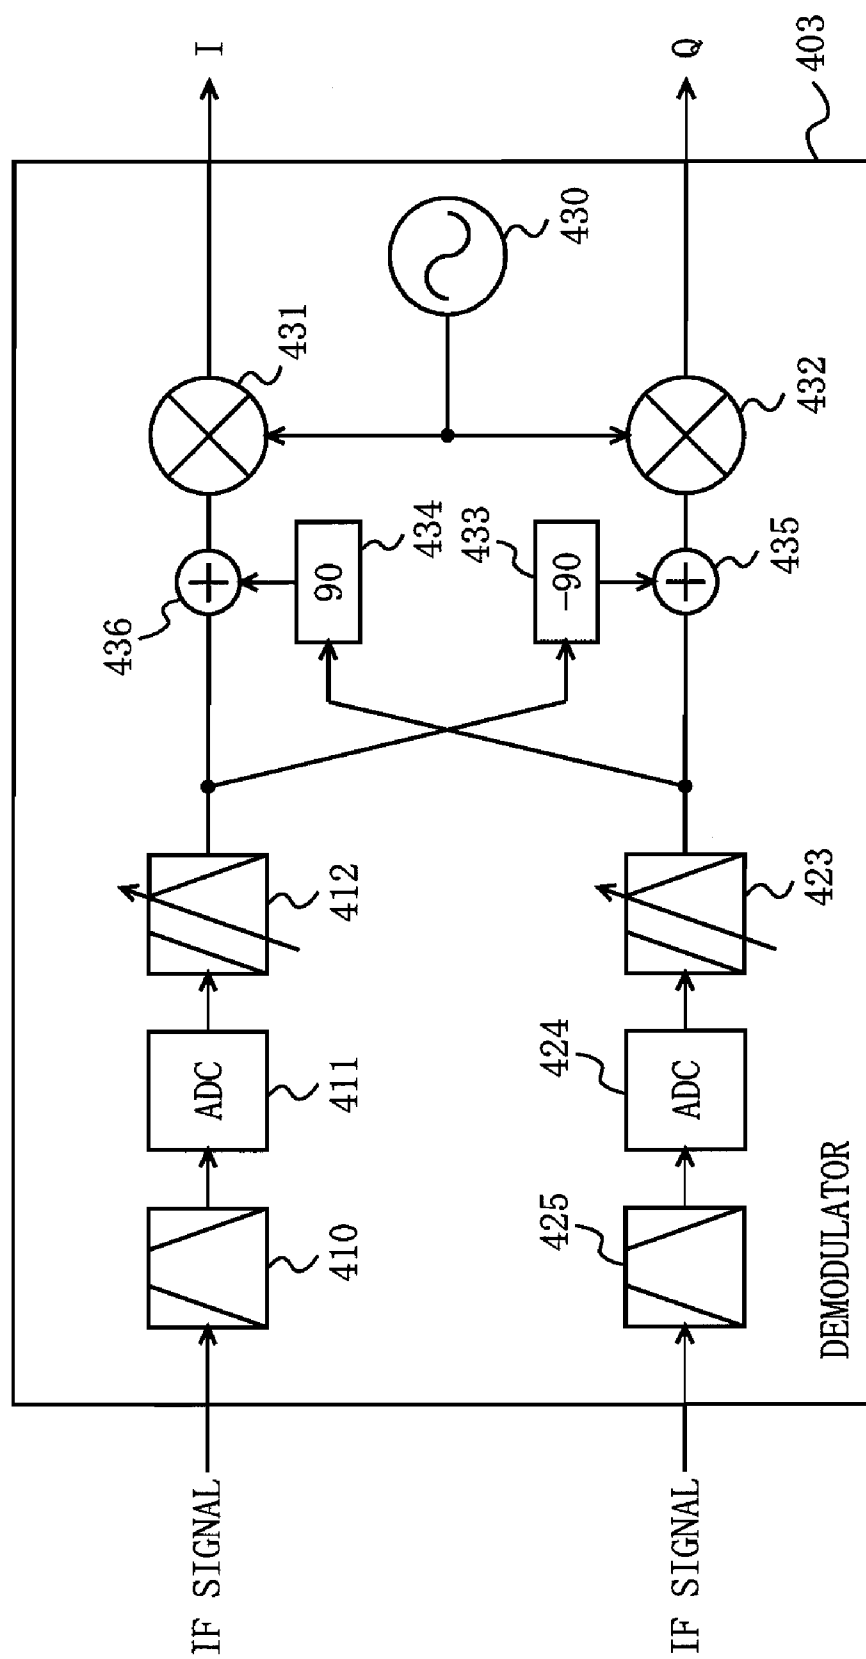 IF SIGNAL
410
ADC
411
412
436
431
I
434
90
430
433
-90
IF SIGNAL
425
ADC
424
423
435
432
Q
DEMODULATOR
403